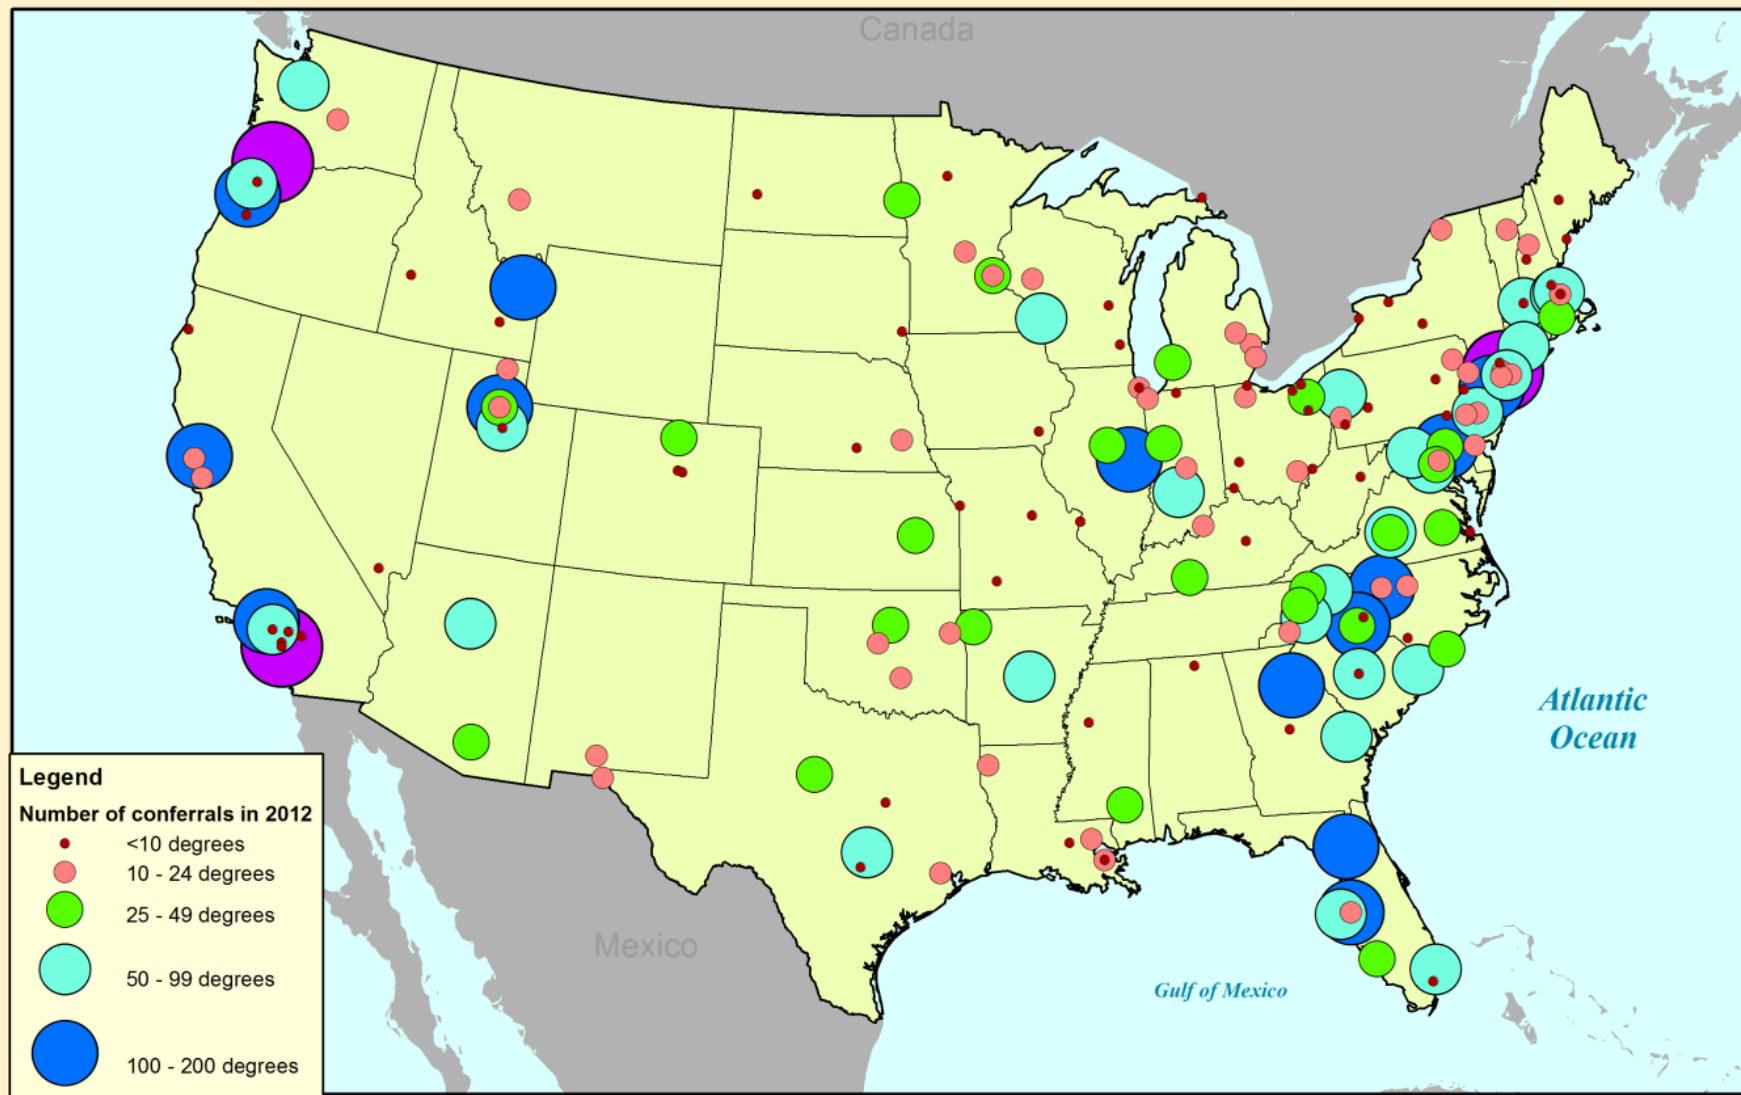 Canada
Atlantic
Ocean
Mexico
Gulf of Mexico
Legend
Number of conferrals in 2012
<10 degrees
10 - 24 degrees
25 - 49 degrees
50 - 99 degrees
100 - 200 degrees